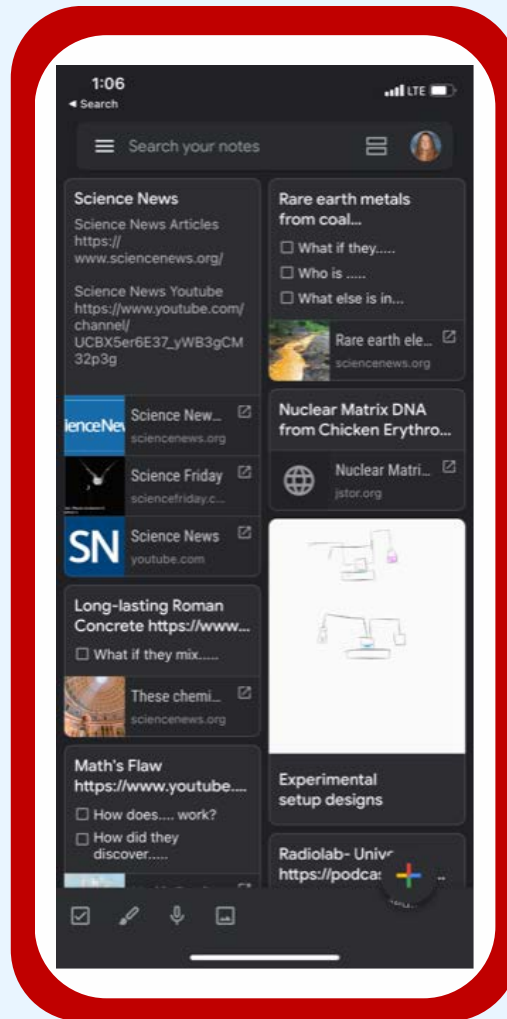 1:06
LTE
◄ Search
Search your notes
Science News
Science News Articles
https://
www.sciencenews.org/
Science News Youtube
https://www.youtube.com/
channel/
UCBX5er6E37_yWB3gCM
32p3g
ienceNev
Science New...
sciencenews.org
Science Friday
sciencefriday.c...
SN
Science News
youtube.com
Long-lasting Roman
Concrete https://www...
What if they mix.....
These chemi...
sciencenews.org
Math's Flaw
https://www.youtube....
How does.... work?
How did they
discover.....
Rare earth metals
from coal...
What if they.....
Who is .....
What else is in...
Rare earth ele...
sciencenews.org
Nuclear Matrix DNA
from Chicken Erythro...
Nuclear Matri...
jstor.org
Experimental
setup designs
Radiolab- Unive
https://podcas